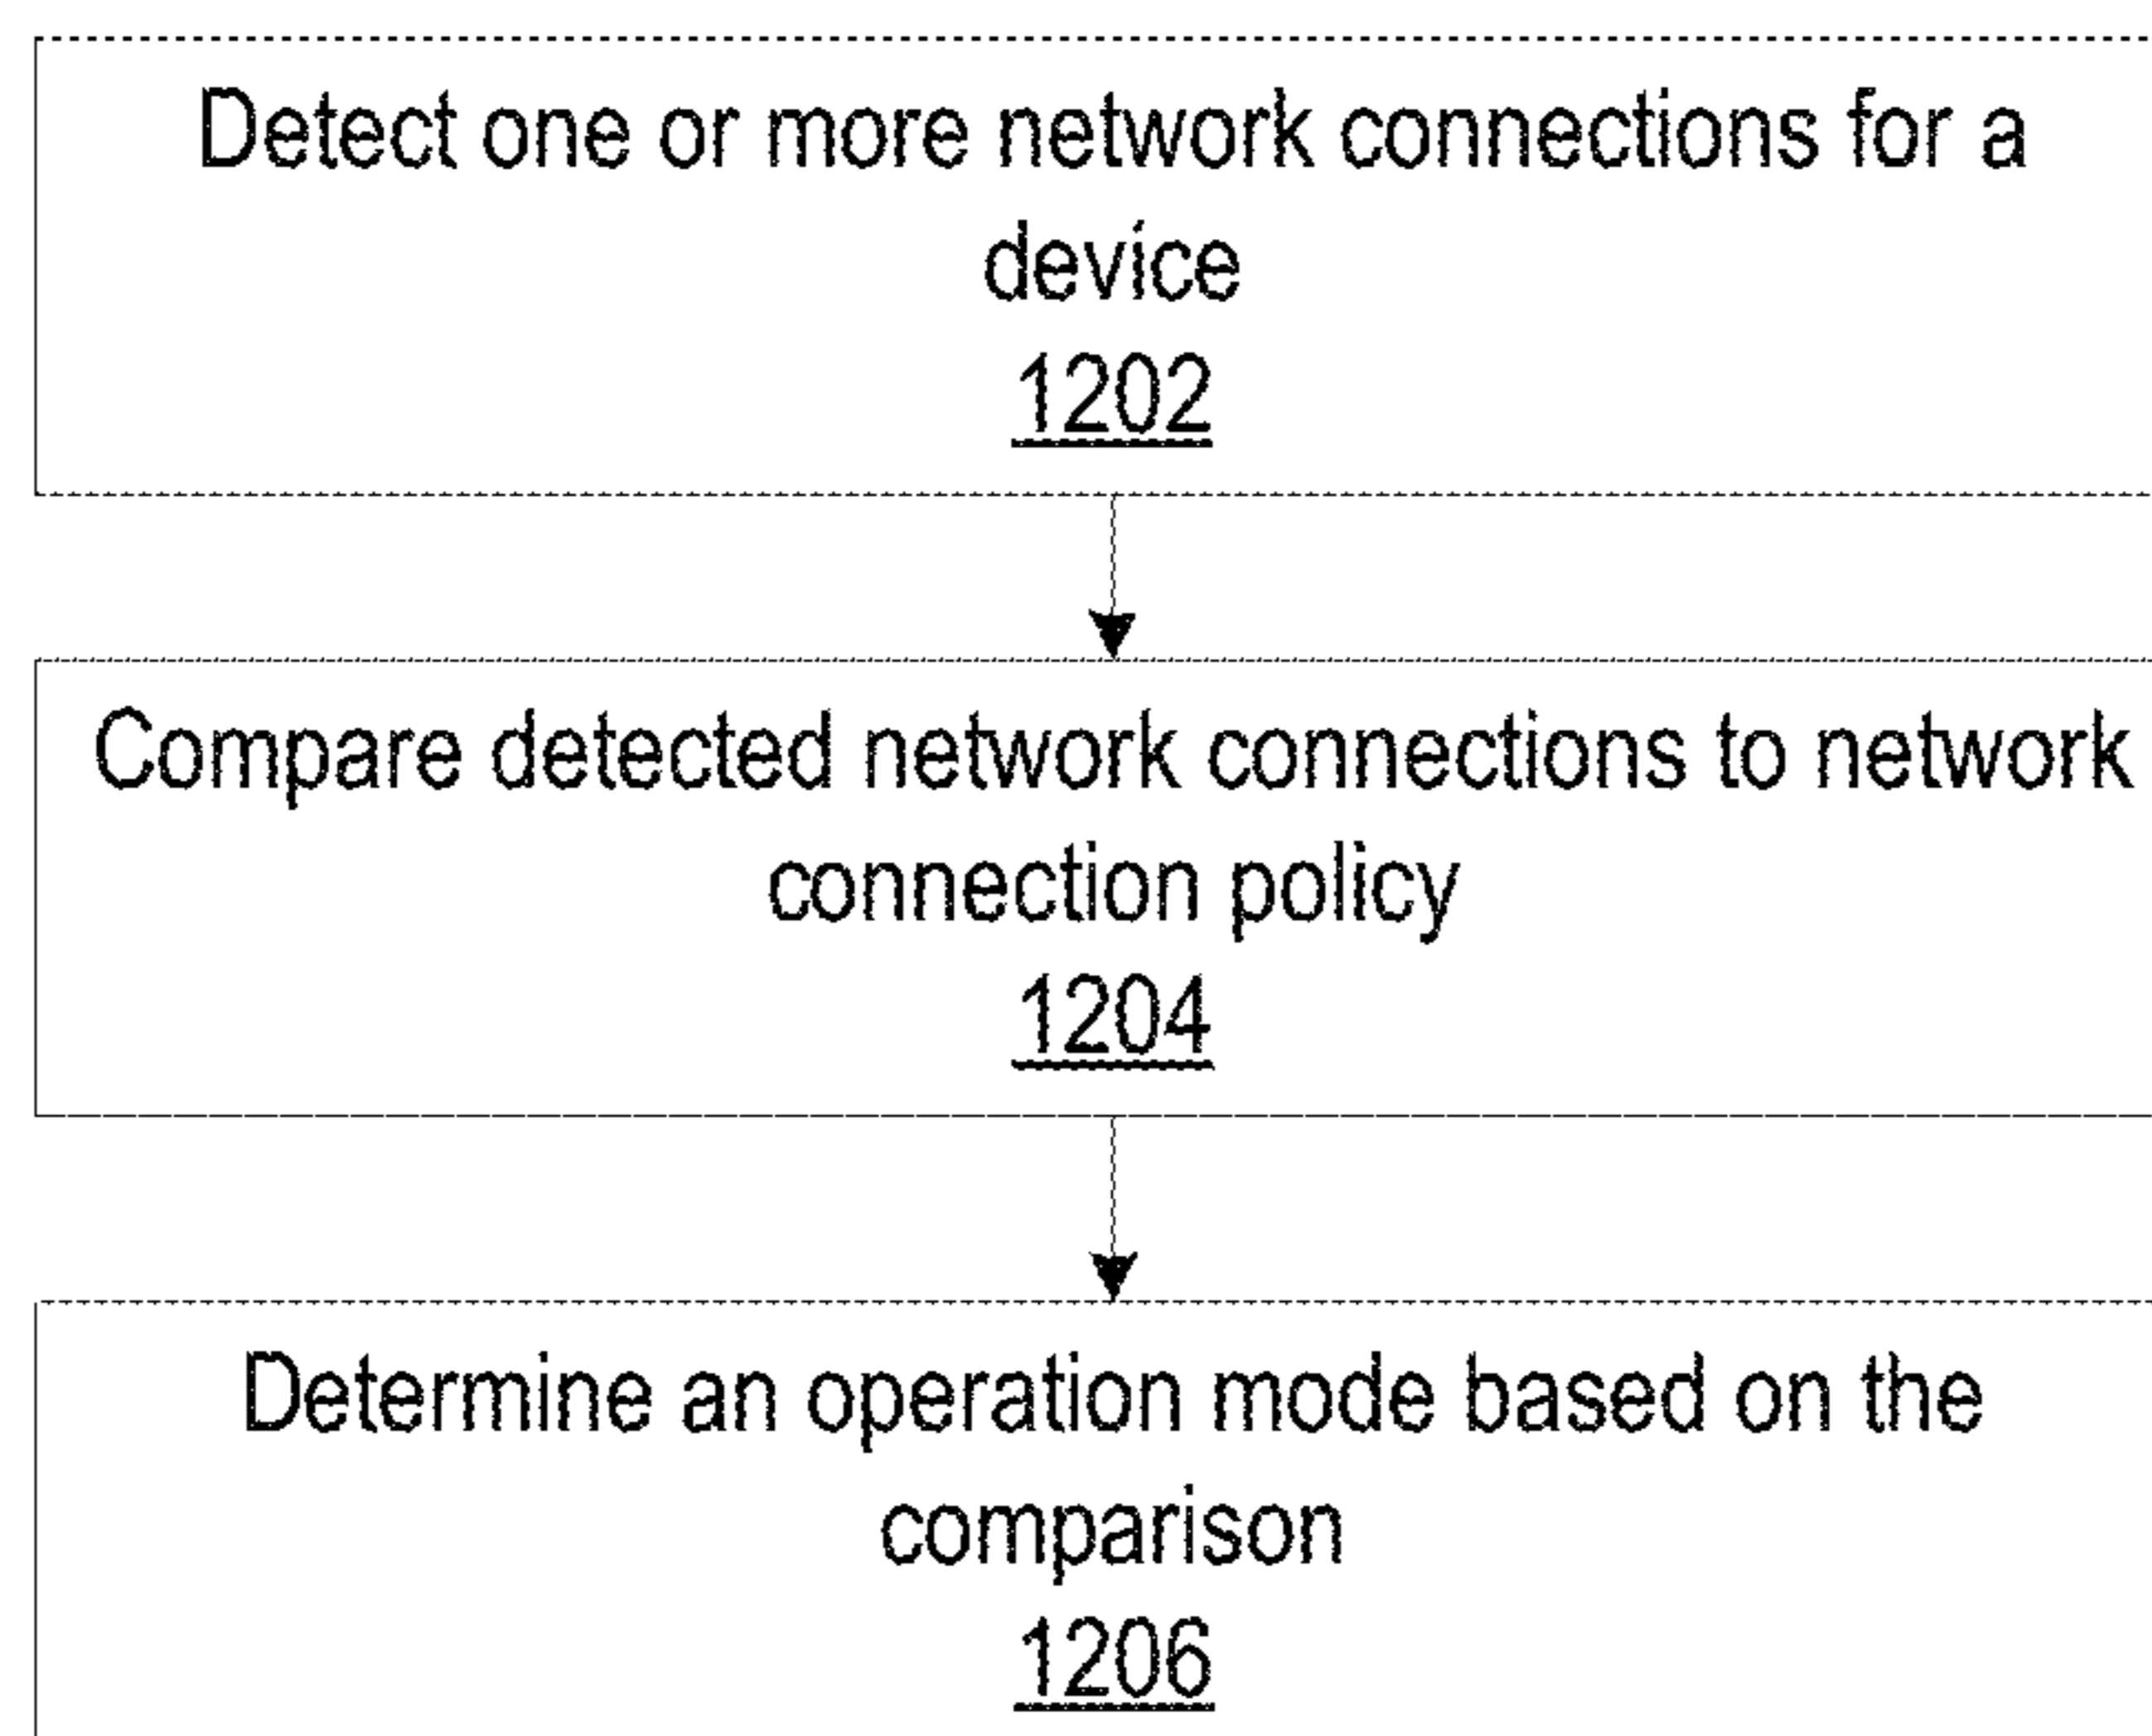 Detect one or more network connections for a
device
1202
Compare detected network connections to network
connection policy
1204
Determine an operation mode based on the
comparison
1206